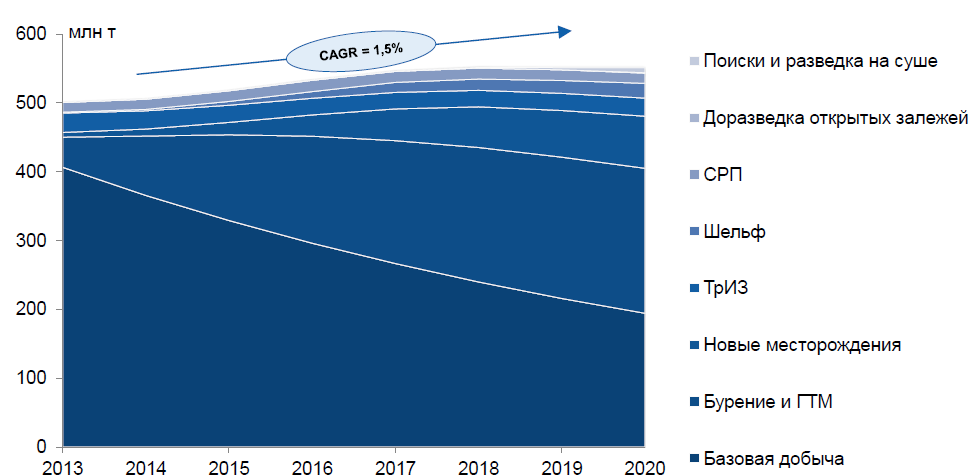 600 млн т
CAGR = 1,5%
500
400
300
200
100
0
2013 2014 2015 2016 2017 2018 2019 2020
Поиски и разведка на суше
Доразведка открытых залежей
СРП
Шельф
ТрИЗ
Новые месторождения
Бурение и ГТМ
Базовая добыча